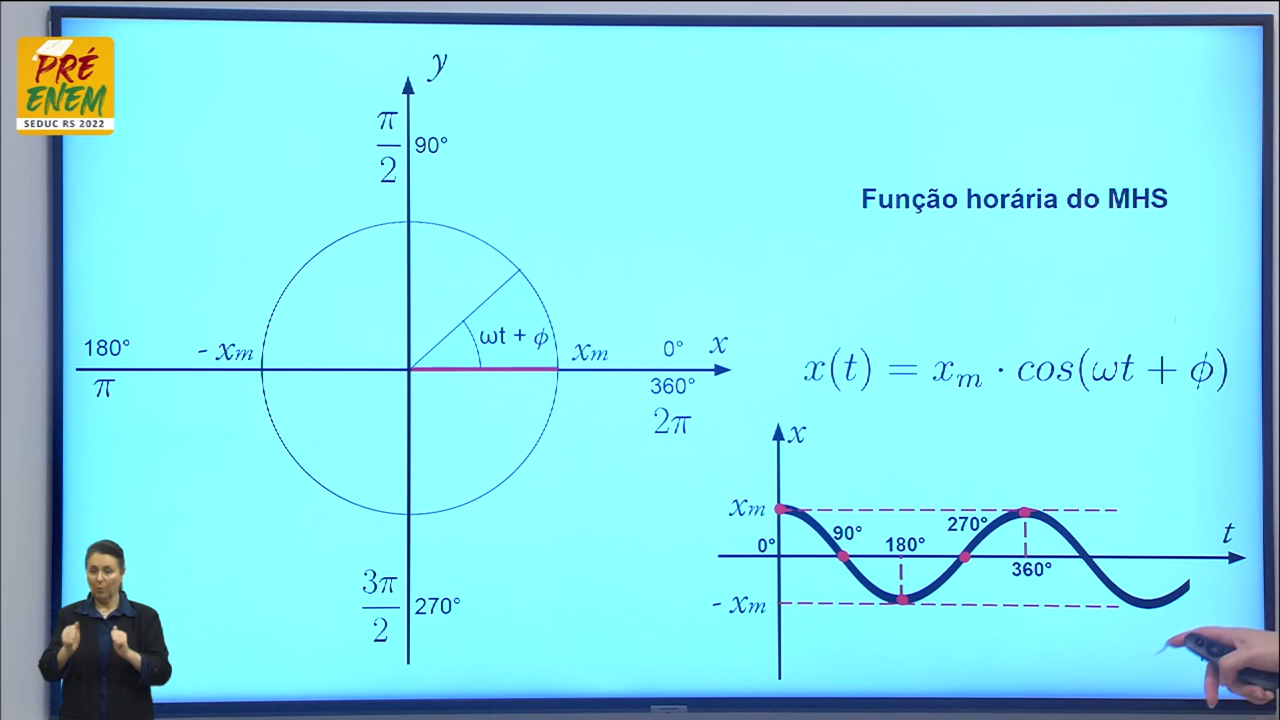 PRÉ
ENEM
SEDUC RS 2022
y
π/2 90°
Função horária do MHS
ωt + ϕ
180° - xm xm 0° x
π 360°
2π
x(t) = xm · cos(ωt + ϕ)
x
xm
0° 90° 180° 270° 360° t
- xm
3π/2 270°